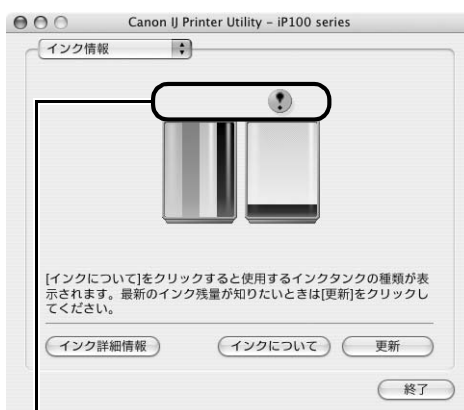 Canon IJ Printer Utility – iP100 series
インク情報
[インクについて]をクリックすると使用するインクタンクの種類が表
示されます。最新のインク残量が知りたいときは[更新]をクリックし
てください。
インク詳細情報
インクについて
更新
終了